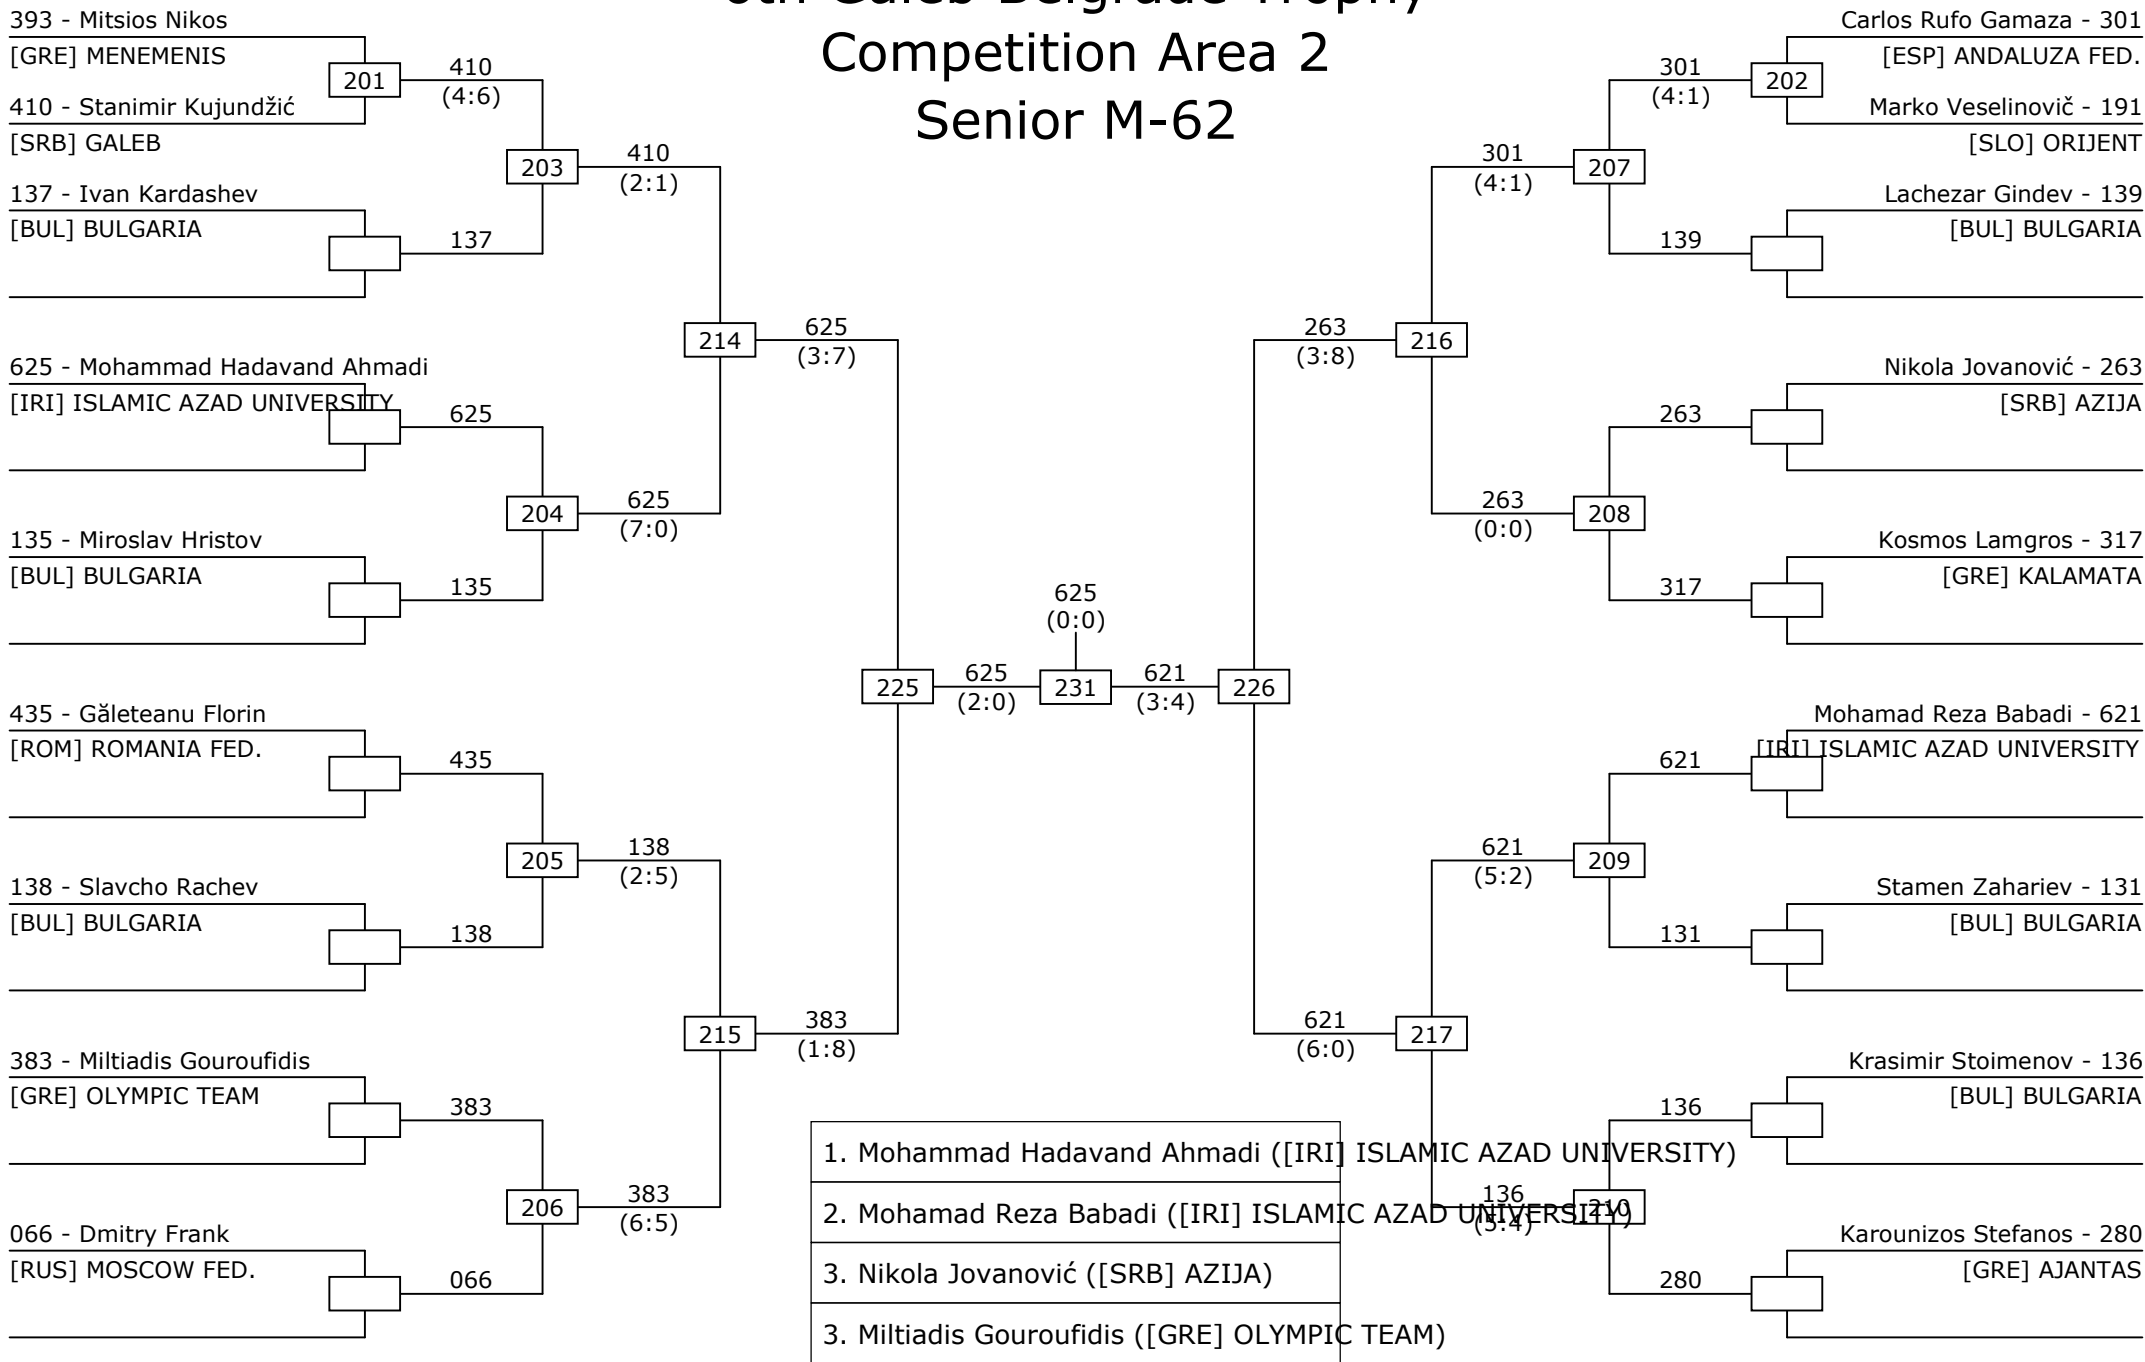 6th Galeb Belgrade Trophy
Competition Area 2
Senior M-62
393 - Mitsios Nikos
[GRE] MENEMENIS
201
410
(4:6)
410 - Stanimir Kujundžić
[SRB] GALEB
203
410
(2:1)
137 - Ivan Kardashev
[BUL] BULGARIA
137
214
625
(3:7)
625 - Mohammad Hadavand Ahmadi
[IRI] ISLAMIC AZAD UNIVERSITY
625
204
625
(7:0)
135 - Miroslav Hristov
[BUL] BULGARIA
135
225
625
(2:0)
435 - Găleteanu Florin
[ROM] ROMANIA FED.
435
205
138
(2:5)
138 - Slavcho Rachev
[BUL] BULGARIA
138
215
383
(1:8)
383 - Miltiadis Gouroufidis
[GRE] OLYMPIC TEAM
383
206
383
(6:5)
066 - Dmitry Frank
[RUS] MOSCOW FED.
066
625
(0:0)
231
Carlos Rufo Gamaza - 301
[ESP] ANDALUZA FED.
301
(4:1)
202
Marko Veselinovič - 191
[SLO] ORIJENT
301
(4:1)
207
Lachezar Gindev - 139
[BUL] BULGARIA
139
263
(3:8)
216
Nikola Jovanović - 263
[SRB] AZIJA
263
263
(0:0)
208
Kosmos Lamgros - 317
[GRE] KALAMATA
317
621
(3:4)
226
Mohamad Reza Babadi - 621
[IRI] ISLAMIC AZAD UNIVERSITY
621
621
(5:2)
209
Stamen Zahariev - 131
[BUL] BULGARIA
131
621
(6:0)
217
Krasimir Stoimenov - 136
[BUL] BULGARIA
136
136
(5:4)
210
Karounizos Stefanos - 280
[GRE] AJANTAS
280
1. Mohammad Hadavand Ahmadi ([IRI] ISLAMIC AZAD UNIVERSITY)
2. Mohamad Reza Babadi ([IRI] ISLAMIC AZAD UNIVERSITY)
3. Nikola Jovanović ([SRB] AZIJA)
3. Miltiadis Gouroufidis ([GRE] OLYMPIC TEAM)